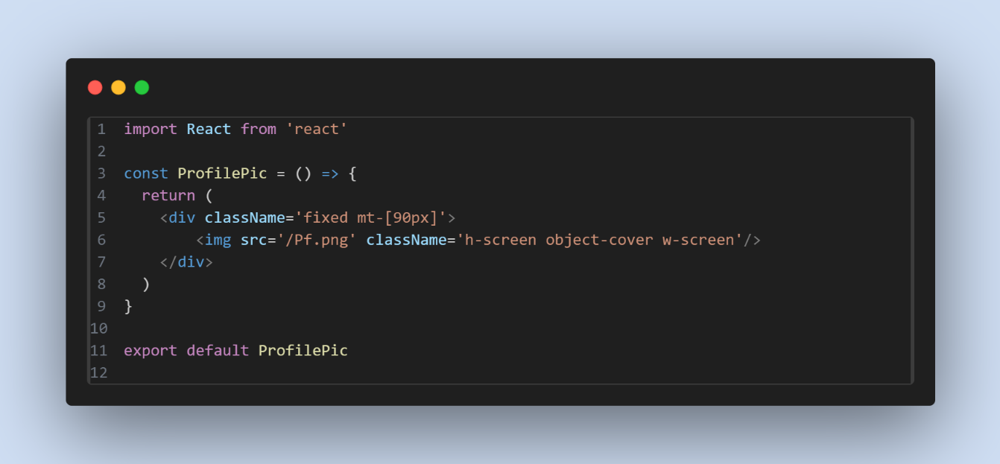 1 import React from 'react'
2
3 const ProfilePic = () => {
4   return (
5     <div className='fixed mt-[90px]'>
6         <img src='/Pf.png' className='h-screen object-cover w-screen'/>
7     </div>
8   )
9 }
10
11 export default ProfilePic
12